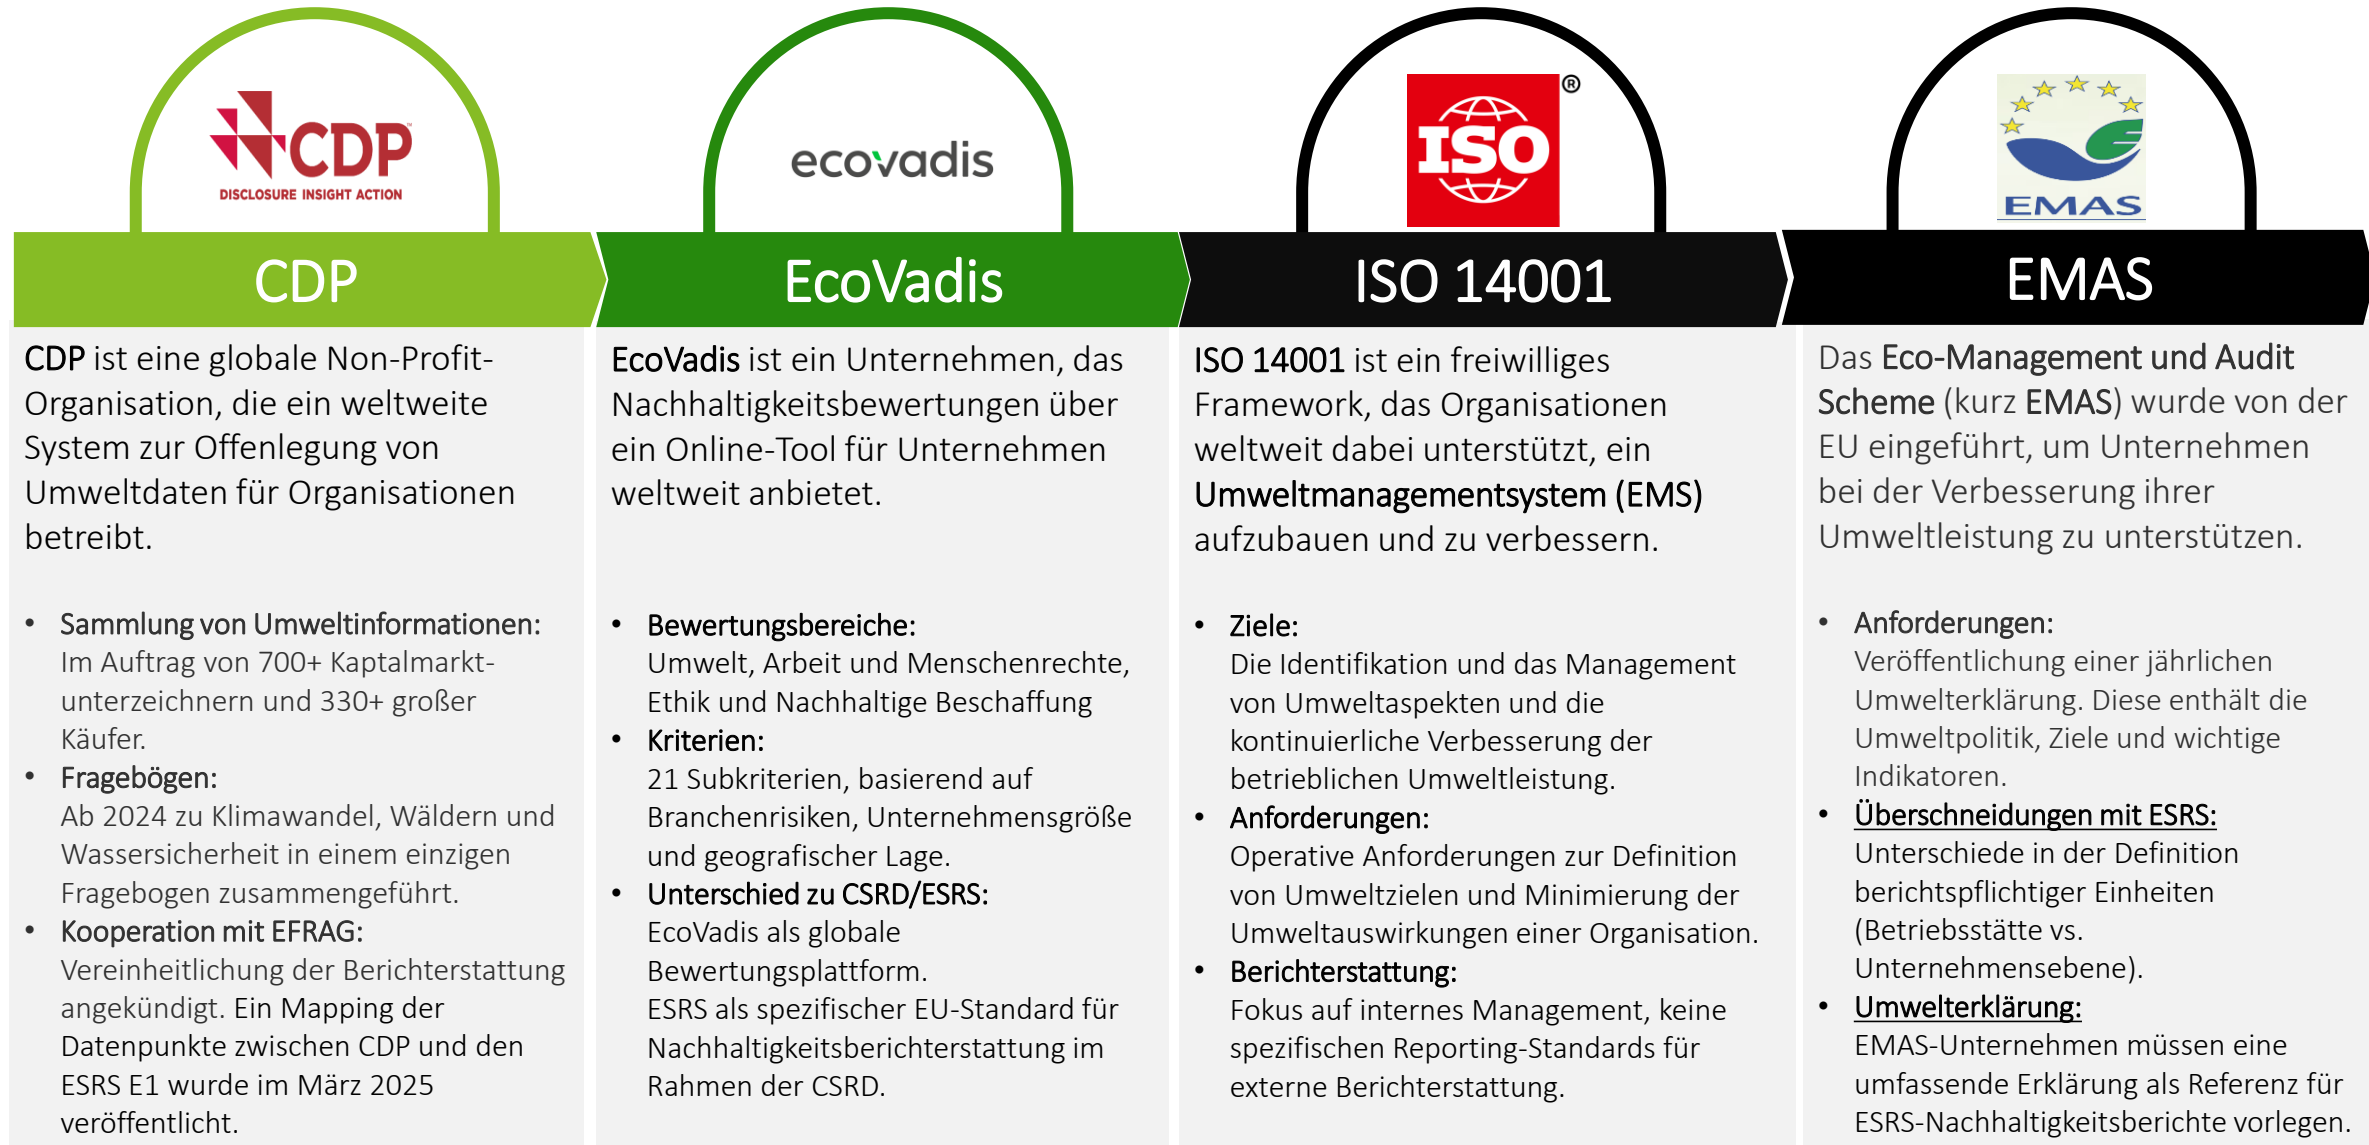 CDP™
DISCLOSURE INSIGHT ACTION
CDP
CDP ist eine globale Non-Profit-
Organisation, die ein weltweite
System zur Offenlegung von
Umweltdaten für Organisationen
betreibt.
• Sammlung von Umweltinformationen:
Im Auftrag von 700+ Kaptalmarkt-
unterzeichnern und 330+ großer
Käufer.
• Fragebögen:
Ab 2024 zu Klimawandel, Wäldern und
Wassersicherheit in einem einzigen
Fragebogen zusammengeführt.
• Kooperation mit EFRAG:
Vereinheitlichung der Berichterstattung
angekündigt. Ein Mapping der
Datenpunkte zwischen CDP und den
ESRS E1 wurde im März 2025
veröffentlicht.
ecovadis
EcoVadis
EcoVadis ist ein Unternehmen, das
Nachhaltigkeitsbewertungen über
ein Online-Tool für Unternehmen
weltweit anbietet.
• Bewertungsbereiche:
Umwelt, Arbeit und Menschenrechte,
Ethik und Nachhaltige Beschaffung
• Kriterien:
21 Subkriterien, basierend auf
Branchenrisiken, Unternehmensgröße
und geografischer Lage.
• Unterschied zu CSRD/ESRS:
EcoVadis als globale
Bewertungsplattform.
ESRS als spezifischer EU-Standard für
Nachhaltigkeitsberichterstattung im
Rahmen der CSRD.
ISO ®
ISO 14001
ISO 14001 ist ein freiwilliges
Framework, das Organisationen
weltweit dabei unterstützt, ein
Umweltmanagementsystem (EMS)
aufzubauen und zu verbessern.
• Ziele:
Die Identifikation und das Management
von Umweltaspekten und die
kontinuierliche Verbesserung der
betrieblichen Umweltleistung.
• Anforderungen:
Operative Anforderungen zur Definition
von Umweltzielen und Minimierung der
Umweltauswirkungen einer Organisation.
• Berichterstattung:
Fokus auf internes Management, keine
spezifischen Reporting-Standards für
externe Berichterstattung.
EMAS
EMAS
Das Eco-Management und Audit
Scheme (kurz EMAS) wurde von der
EU eingeführt, um Unternehmen
bei der Verbesserung ihrer
Umweltleistung zu unterstützen.
• Anforderungen:
Veröffentlichung einer jährlichen
Umwelterklärung. Diese enthält die
Umweltpolitik, Ziele und wichtige
Indikatoren.
• Überschneidungen mit ESRS:
Unterschiede in der Definition
berichtspflichtiger Einheiten
(Betriebsstätte vs.
Unternehmensebene).
• Umwelterklärung:
EMAS-Unternehmen müssen eine
umfassende Erklärung als Referenz für
ESRS-Nachhaltigkeitsberichte vorlegen.